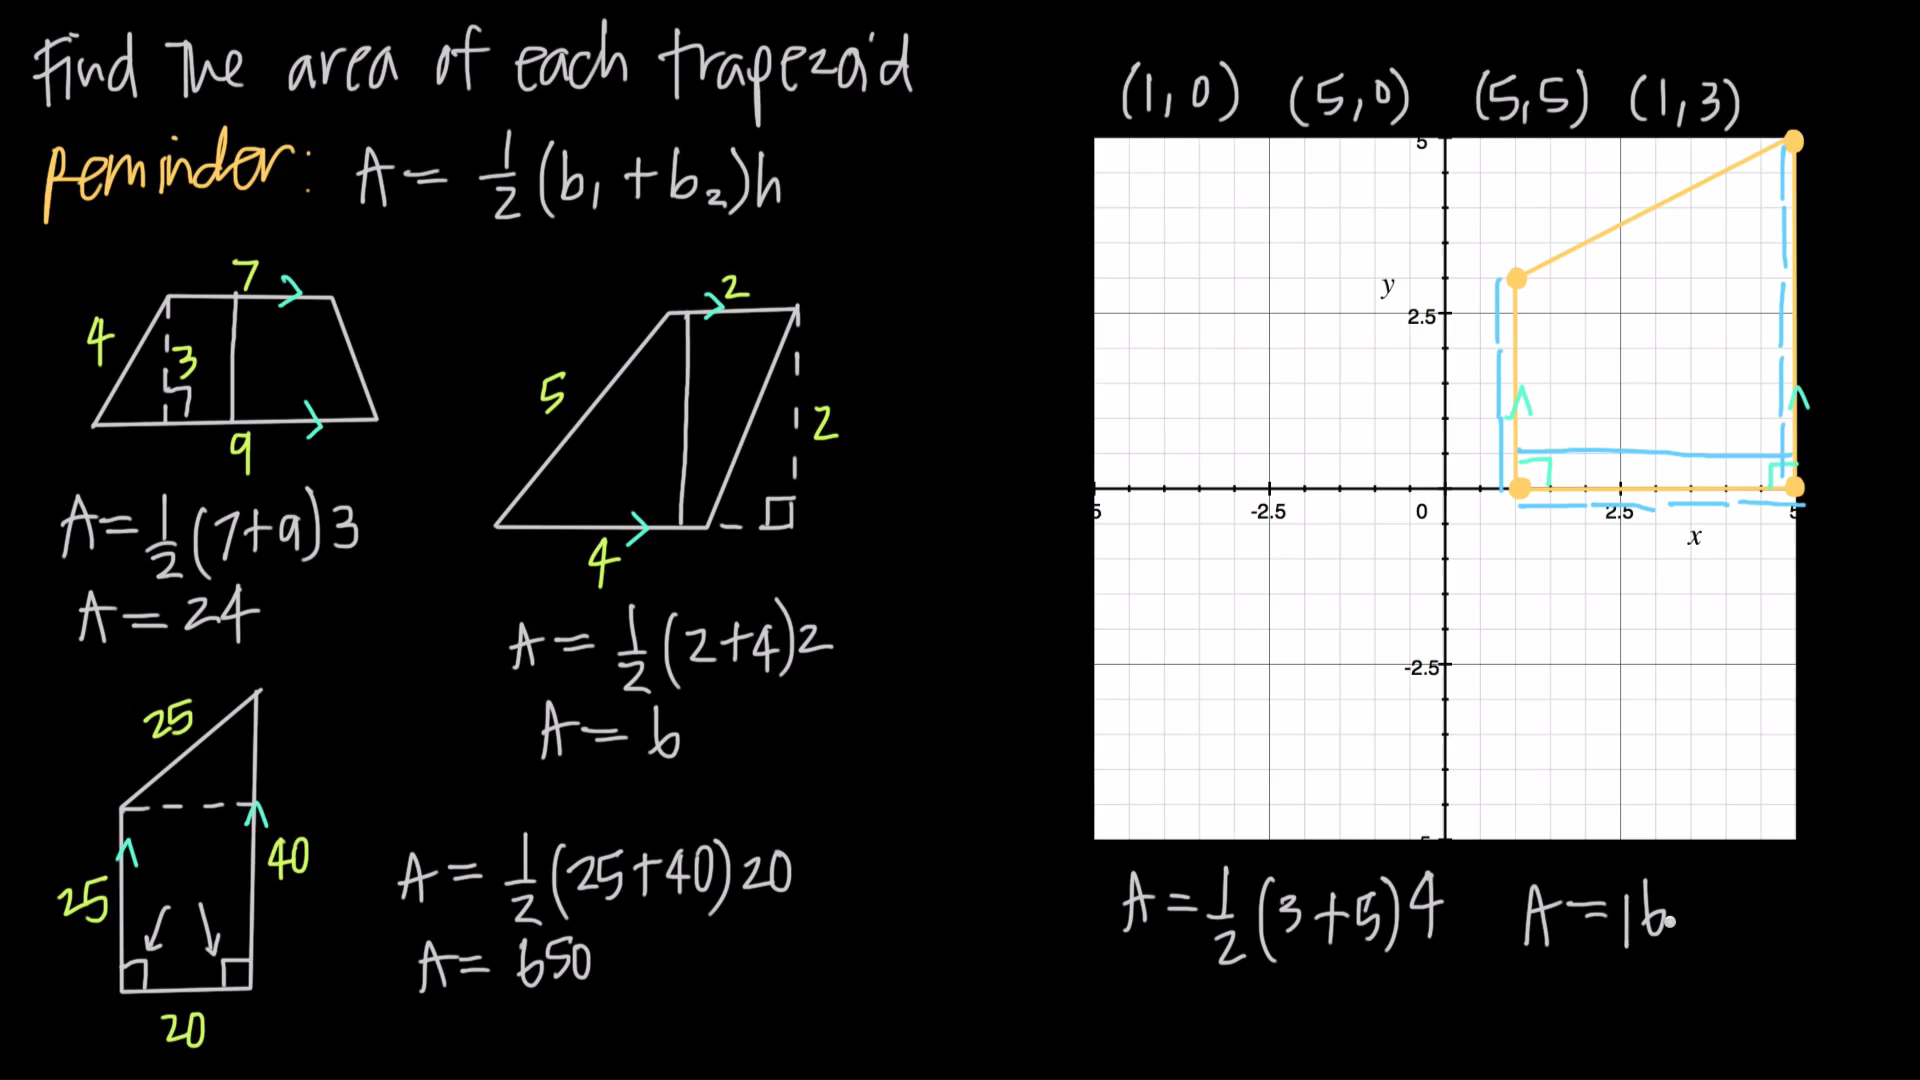 Find The area of each trapezoid
Reminder: A = 1/2 (b₁ + b₂)h
7
4
3
9
A = 1/2 (7+9)3
A = 24
2
5
2
4
A = 1/2 (2+4)2
A = 6
25
40
25
20
A = 1/2 (25+40)20
A = 650
(1,0) (5,0) (5,5) (1,3)
5
y
2.5
5 -2.5 0 2.5 5
x
-2.5
-5
A = 1/2 (3+5)4 A = 16